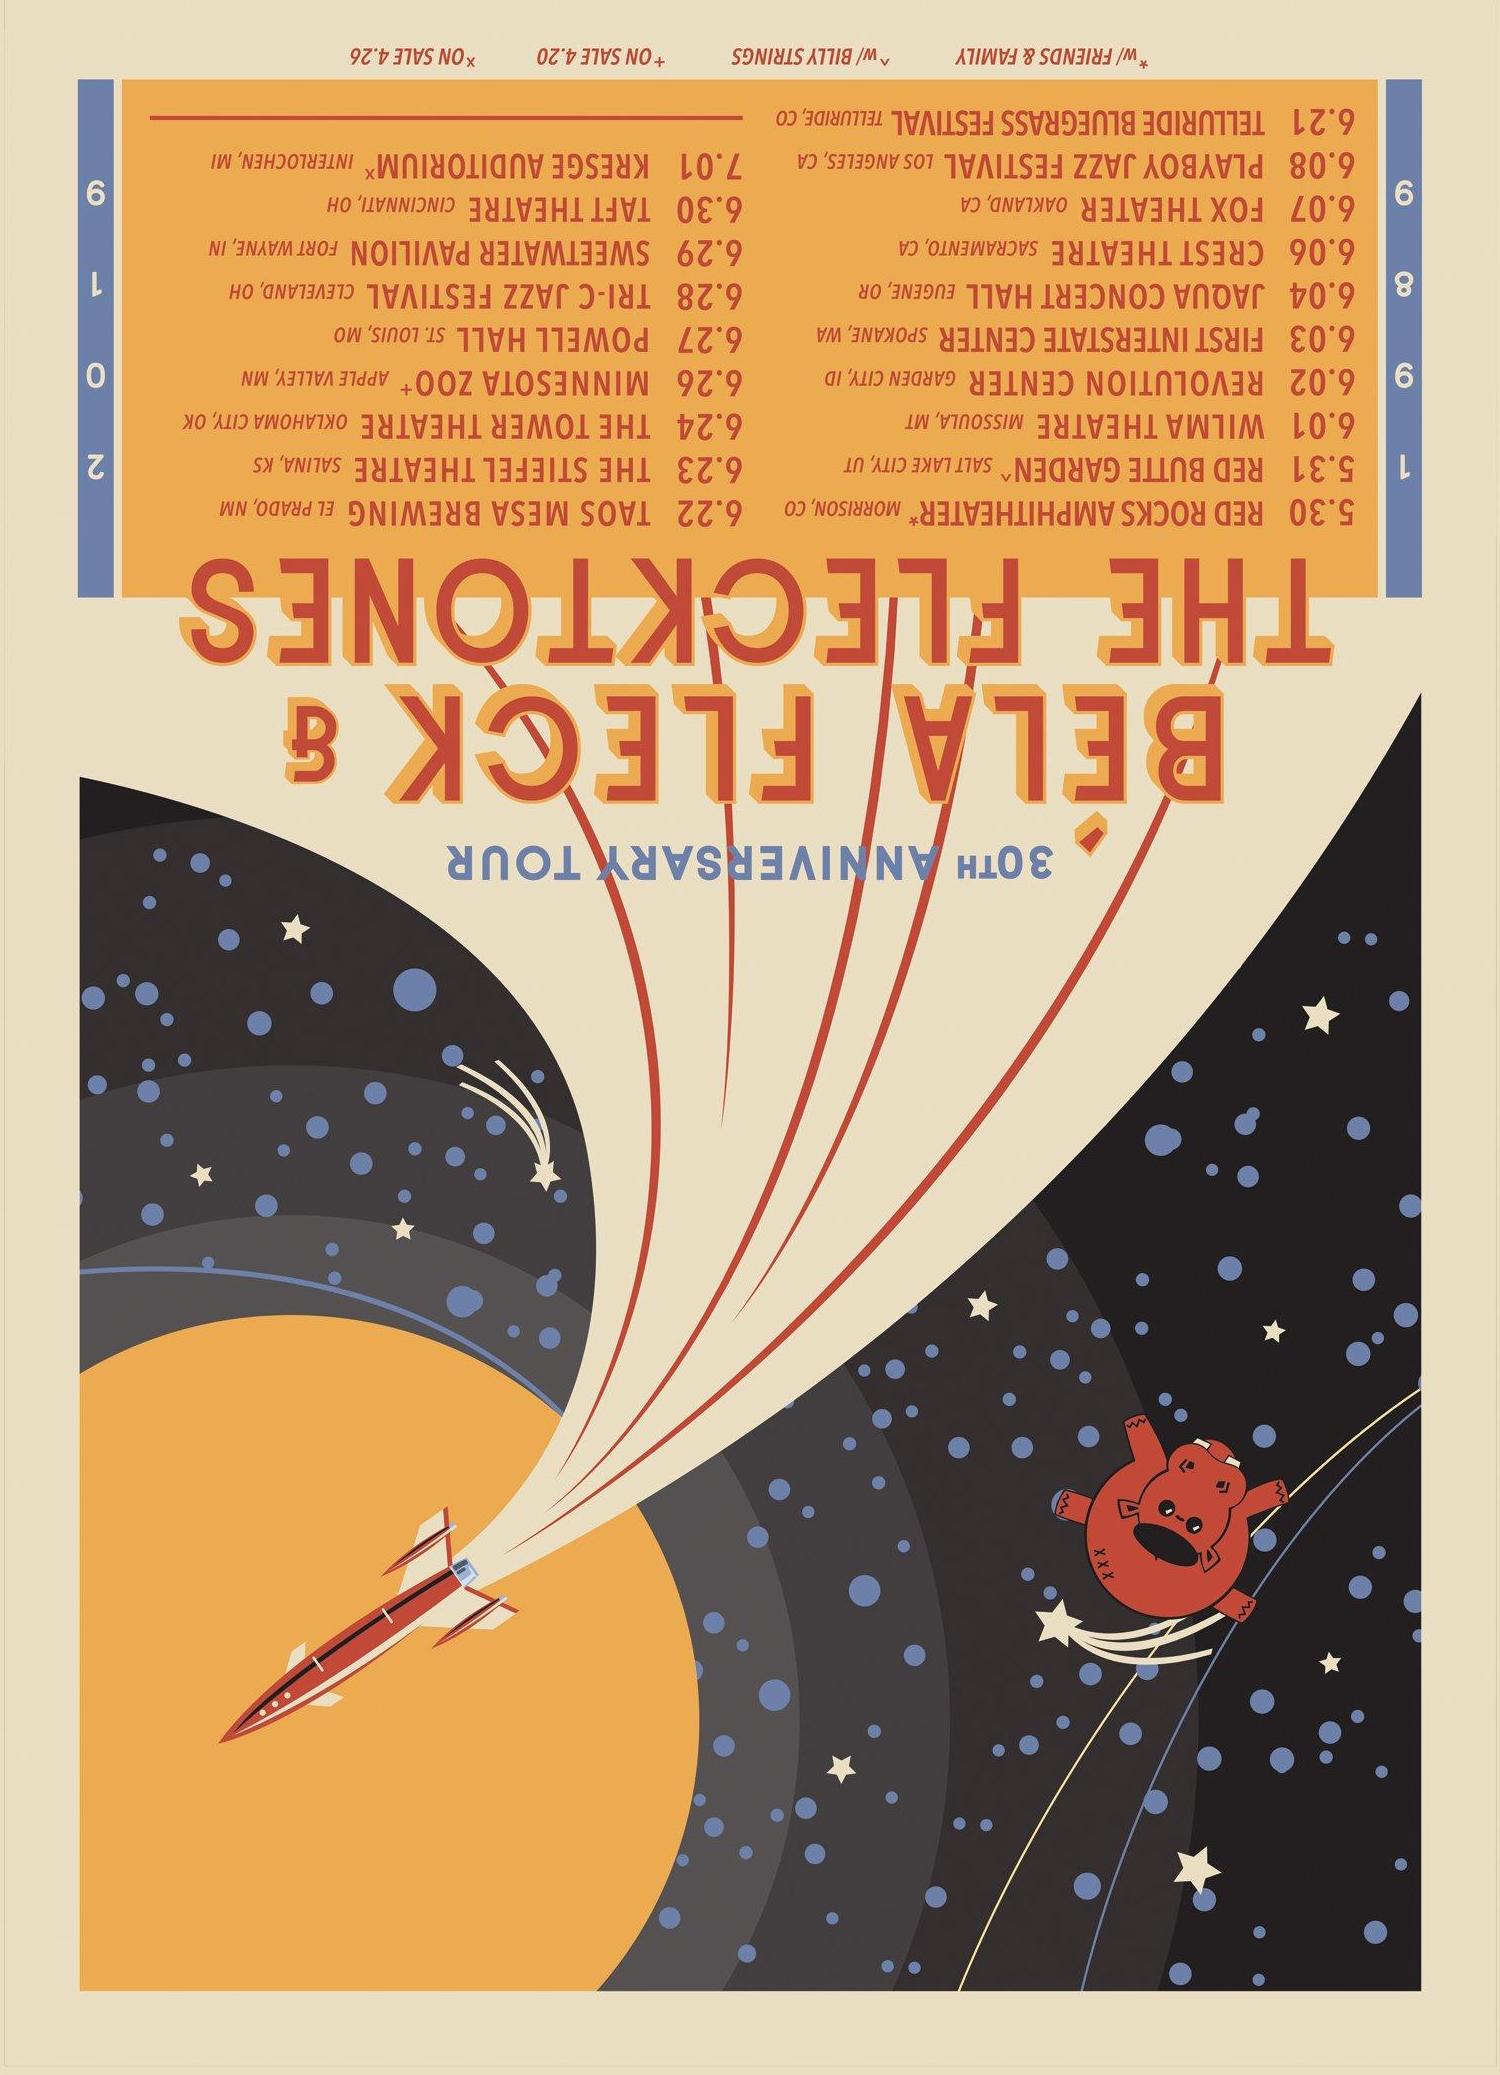 30TH ANNIVERSARY TOUR
BÉLA FLECK &
THE FLECKTONES
1989
5.30 RED ROCKS AMPHITHEATER* MORRISON, CO
5.31 RED BUTTE GARDEN^ SALT LAKE CITY, UT
6.01 WILMA THEATRE MISSOULA, MT
6.02 REVOLUTION CENTER GARDEN CITY, ID
6.03 FIRST INTERSTATE CENTER SPOKANE, WA
6.04 JAQUA CONCERT HALL EUGENE, OR
6.06 CREST THEATRE SACRAMENTO, CA
6.07 FOX THEATER OAKLAND, CA
6.08 PLAYBOY JAZZ FESTIVAL LOS ANGELES, CA
6.21 TELLURIDE BLUEGRASS FESTIVAL TELLURIDE, CO
6.22 TAOS MESA BREWING EL PRADO, NM
6.23 THE STIEFEL THEATRE SALINA, KS
6.24 THE TOWER THEATRE OKLAHOMA CITY, OK
6.26 MINNESOTA ZOO+ APPLE VALLEY, MN
6.27 POWELL HALL ST. LOUIS, MO
6.28 TRI-C JAZZ FESTIVAL CLEVELAND, OH
6.29 SWEETWATER PAVILION FORT WAYNE, IN
6.30 TAFT THEATRE CINCINNATI, OH
7.01 KRESGE AUDITORIUM× INTERLOCHEN, MI
2019
*w/ FRIENDS & FAMILY ^w/ BILLY STRINGS +ON SALE 4.20 ×ON SALE 4.26